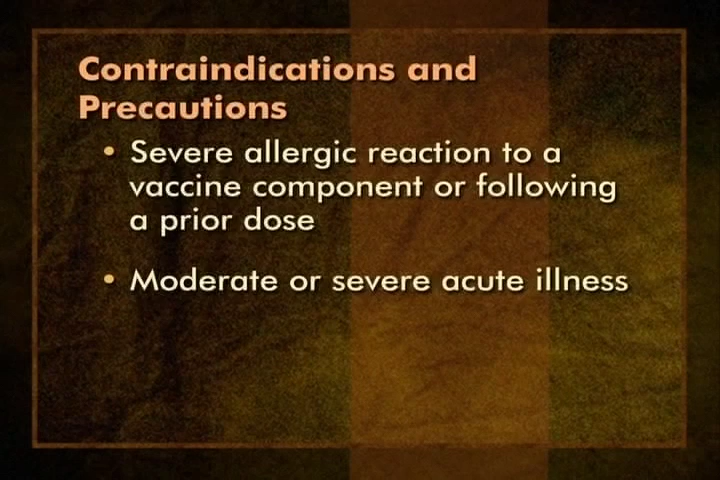 Contraindications and
Precautions
• Severe allergic reaction to a
vaccine component or following
a prior dose
• Moderate or severe acute illness